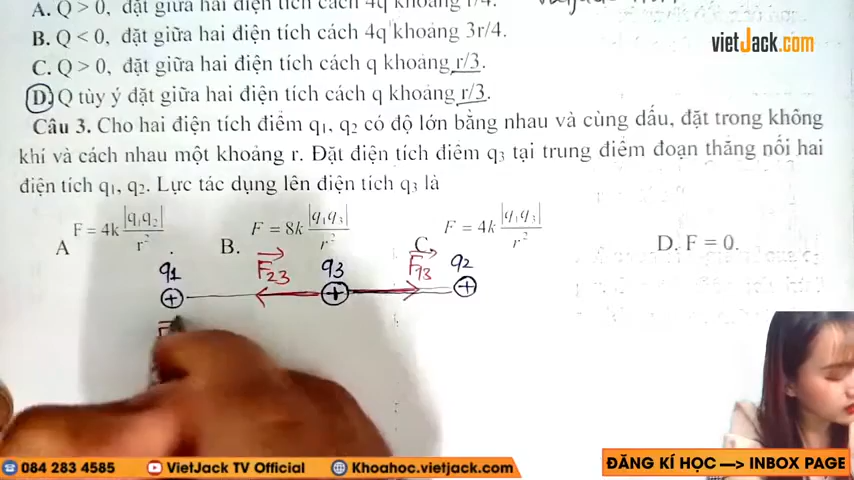 A. Q > 0, đặt giữa hai điện tích cách 4q khoảng r/4.
vietJack.com
B. Q < 0, đặt giữa hai điện tích cách 4q khoảng 3r/4.
C. Q > 0, đặt giữa hai điện tích cách q khoảng r/3.
D. Q tùy ý đặt giữa hai điện tích cách q khoảng r/3.
Câu 3. Cho hai điện tích điểm q₁, q₂ có độ lớn bằng nhau và cùng dấu, đặt trong không
khí và cách nhau một khoảng r. Đặt điện tích điểm q₃ tại trung điểm đoạn thẳng nối hai
điện tích q₁, q₂. Lực tác dụng lên điện tích q₃ là
A F = 4k |q₁q₂| / r² . B. F = 8k |q₁q₃| / r² C. F = 4k |q₁q₃| / r² D. F = 0.
q1 F⃗23 q3 F⃗13 q2
+ + +
084 283 4585 VietJack TV Official Khoahoc.vietjack.com
ĐĂNG KÍ HỌC —> INBOX PAGE